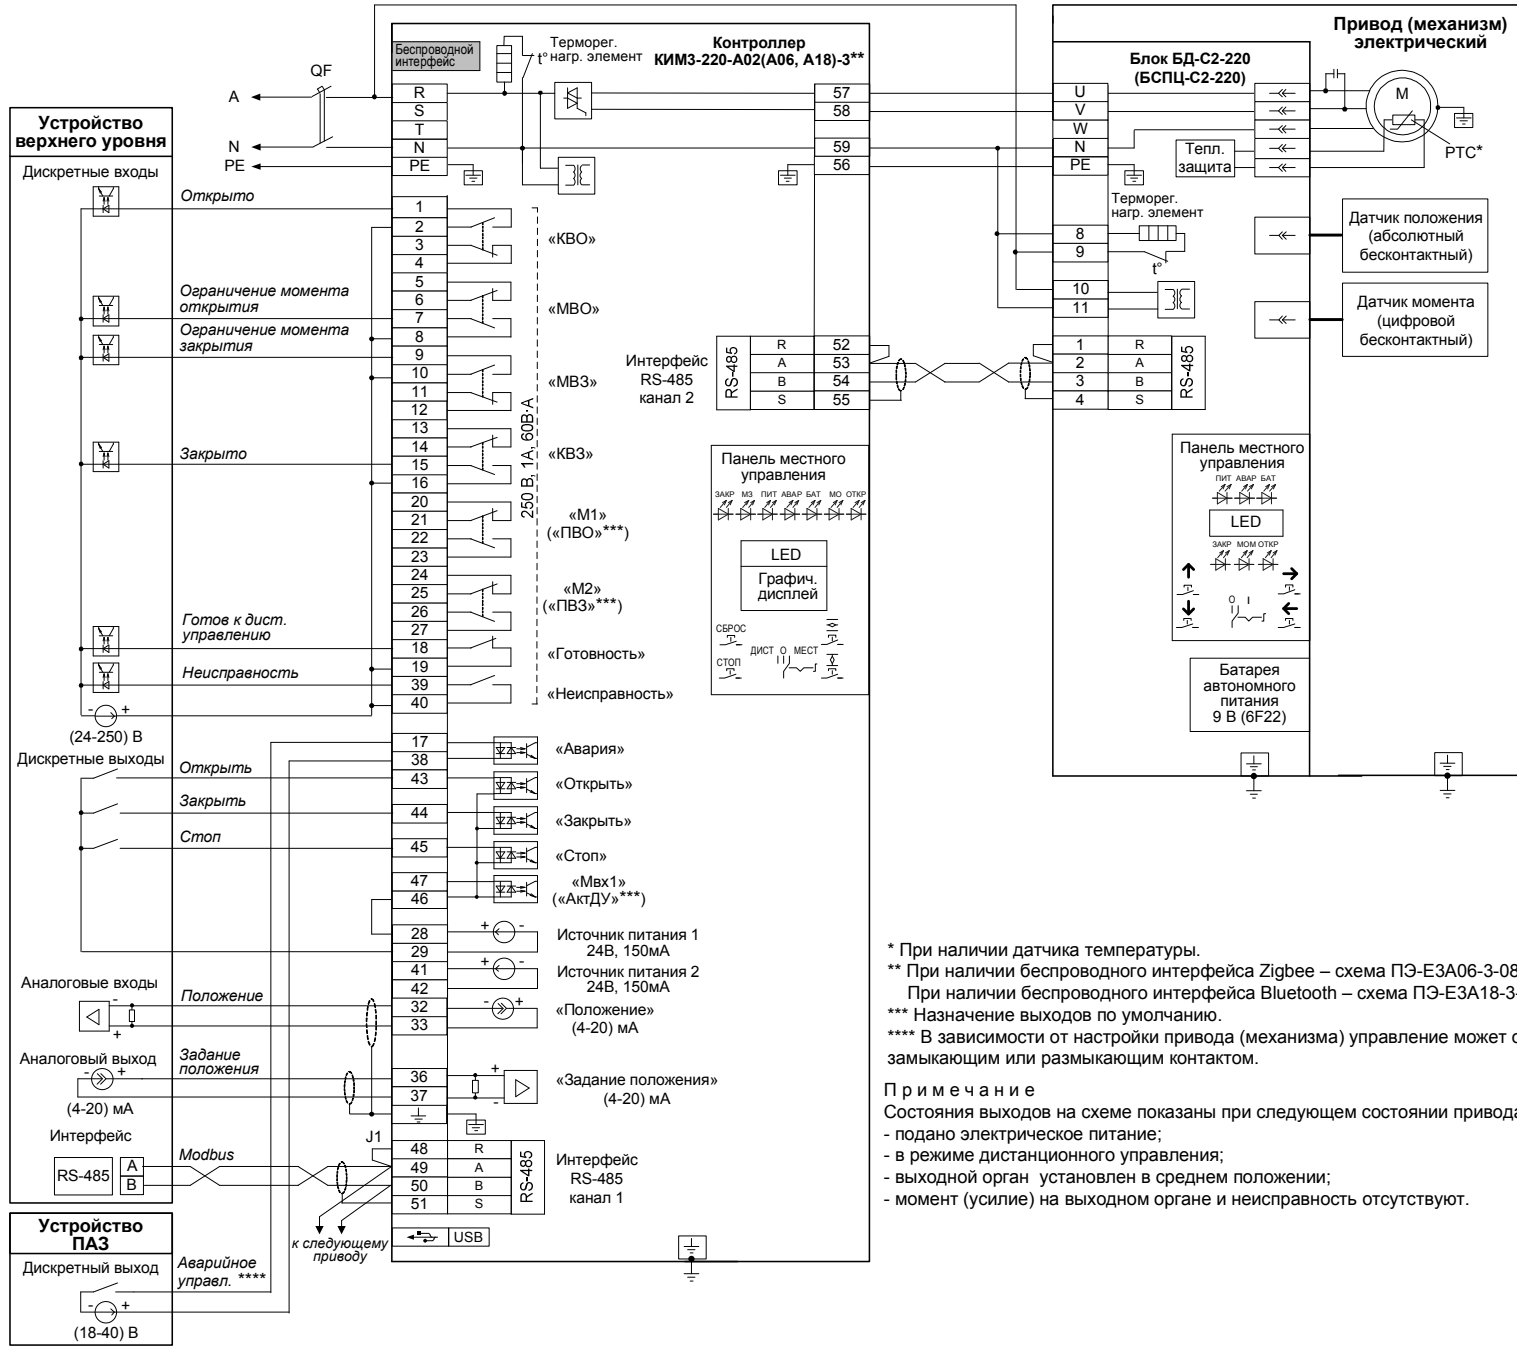 Привод (механизм)
электрический
Контроллер
КИМ3-220-А02(А06, А18)-3**
Беспроводной
интерфейс
Терморег.
нагр. элемент
t°
Блок БД-С2-220
(БСПЦ-С2-220)
QF
A
N
PE
R
S
T
N
PE
57
58
59
56
U
V
W
N
PE
M
PTC*
Тепл.
защита
Терморег.
нагр. элемент
8
9
t°
10
11
Датчик положения
(абсолютный
бесконтактный)
Датчик момента
(цифровой
бесконтактный)
Устройство
верхнего уровня
Дискретные входы
Открыто
Ограничение момента
открытия
Ограничение момента
закрытия
Закрыто
Готов к дист.
управлению
Неисправность
- +
(24-250) В
1
2
3
4
5
6
7
8
9
10
11
12
13
14
15
16
20
21
22
23
24
25
26
27
18
19
39
40
«КВО»
«МВО»
«МВЗ»
«КВЗ»
«М1»
(«ПВО»***)
«М2»
(«ПВЗ»***)
«Готовность»
«Неисправность»
250 В, 1А, 60В·А
Интерфейс
RS-485
канал 2
RS-485
R
A
B
S
52
53
54
55
1
2
3
4
R
A
B
S
RS-485
Панель местного
управления
ЗАКР МЗ ПИТ АВАР БАТ МО ОТКР
LED
Графич.
дисплей
СБРОС
СТОП
ДИСТ О МЕСТ
Панель местного
управления
ПИТ АВАР БАТ
LED
ЗАКР МОМ ОТКР
О I
Батарея
автономного
питания
9 В (6F22)
Дискретные выходы
Открыть
Закрыть
Стоп
17
38
43
44
45
47
46
28
29
41
42
32
33
36
37
«Авария»
«Открыть»
«Закрыть»
«Стоп»
«Мвх1»
(«АктДУ»***)
+ -
Источник питания 1
24В, 150мА
+ -
Источник питания 2
24В, 150мА
- +
«Положение»
(4-20) мА
+
-
«Задание положения»
(4-20) мА
Аналоговые входы
-
+
Положение
Аналоговый выход
- +
(4-20) мА
Задание
положения
Интерфейс
RS-485
A
B
Modbus
J1
48
49
50
51
R
A
B
S
RS-485
Интерфейс
RS-485
канал 1
USB
к следующему
приводу
Устройство
ПАЗ
Дискретный выход
- +
(18-40) В
Аварийное
управл. ****
* При наличии датчика температуры.
** При наличии беспроводного интерфейса Zigbee – схема ПЭ-Е3А06-3-08
При наличии беспроводного интерфейса Bluetooth – схема ПЭ-Е3А18-3-
*** Назначение выходов по умолчанию.
**** В зависимости от настройки привода (механизма) управление может о
замыкающим или размыкающим контактом.
П р и м е ч а н и е
Состояния выходов на схеме показаны при следующем состоянии привода
- подано электрическое питание;
- в режиме дистанционного управления;
- выходной орган установлен в среднем положении;
- момент (усилие) на выходном органе и неисправность отсутствуют.